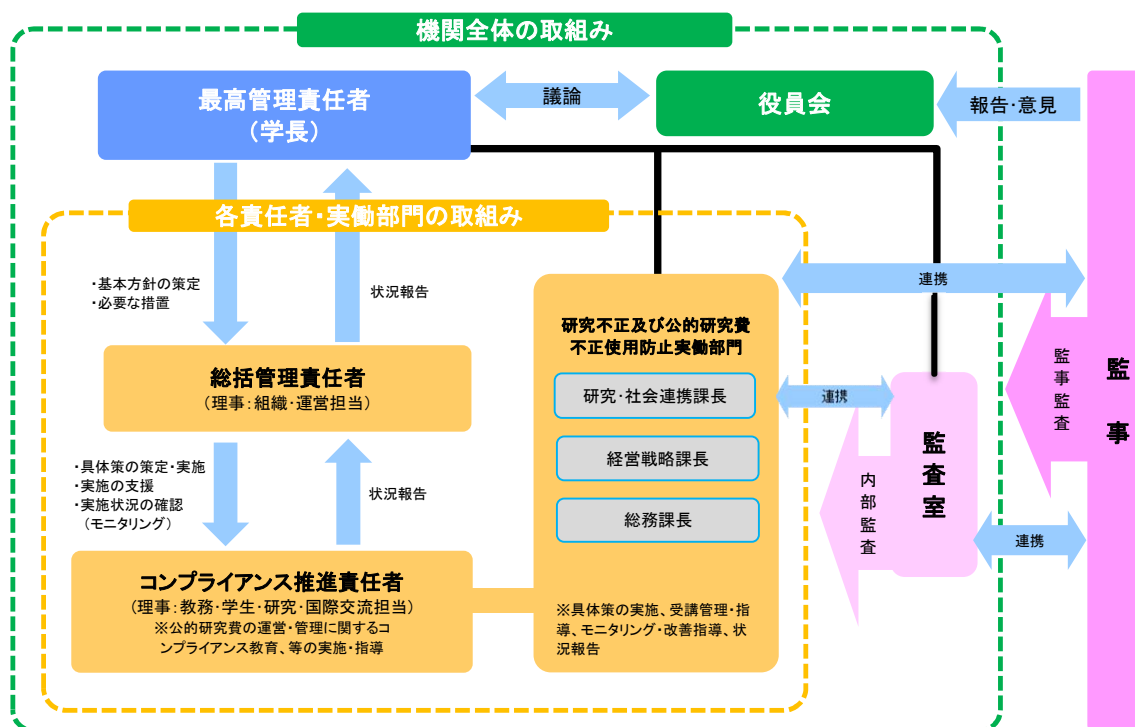 機関全体の取組み
最高管理責任者
(学長)
議論
役員会
報告・意見
各責任者・実働部門の取組み
・基本方針の策定
・必要な措置
状況報告
連携
研究不正及び公的研究費
不正使用防止実働部門
総括管理責任者
(理事:組織・運営担当)
研究・社会連携課長
経営戦略課長
総務課長
連携
監査室
内部監査
監事監査
監事
・具体策の策定・実施
・実施の支援
・実施状況の確認
(モニタリング)
状況報告
連携
コンプライアンス推進責任者
(理事:教務・学生・研究・国際交流担当)
※公的研究費の運営・管理に関するコ
ンプライアンス教育、等の実施・指導
※具体策の実施、受講管理・指
導、モニタリング・改善指導、状
況報告